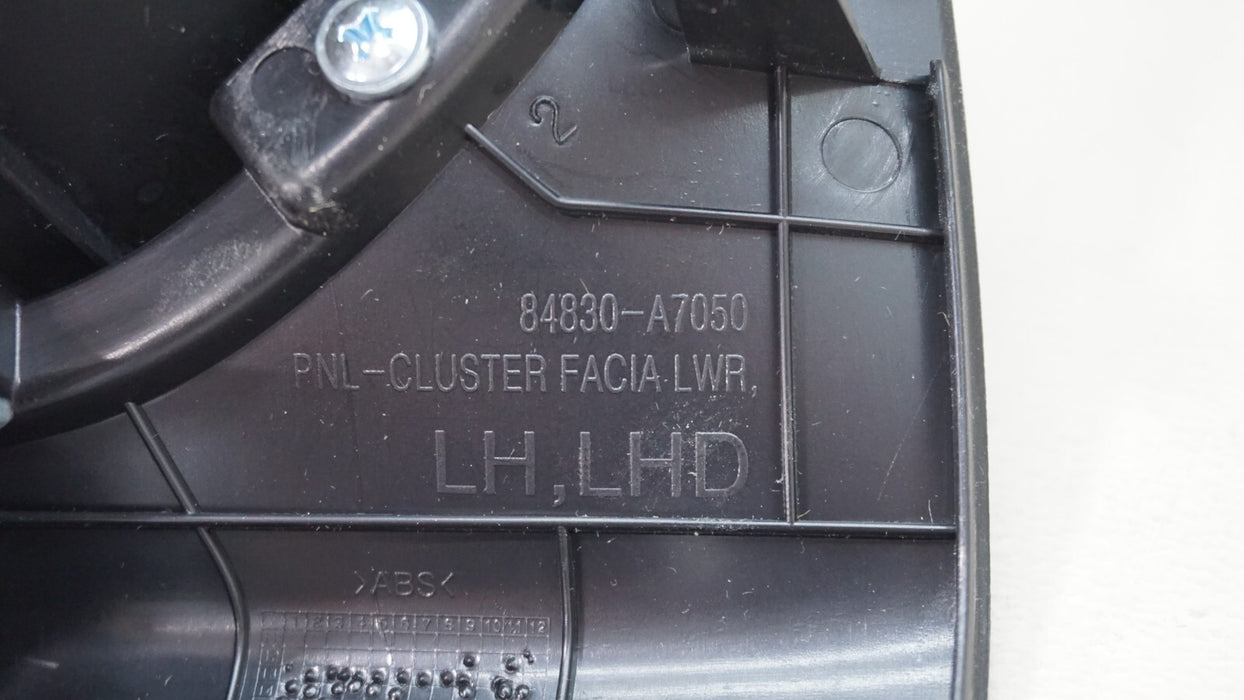 2
84830-A7050
PNL-CLUSTER FACIA LWR,
LH,LHD
>ABS<
1 2 3 4 5 6 7 8 9 10 11 12